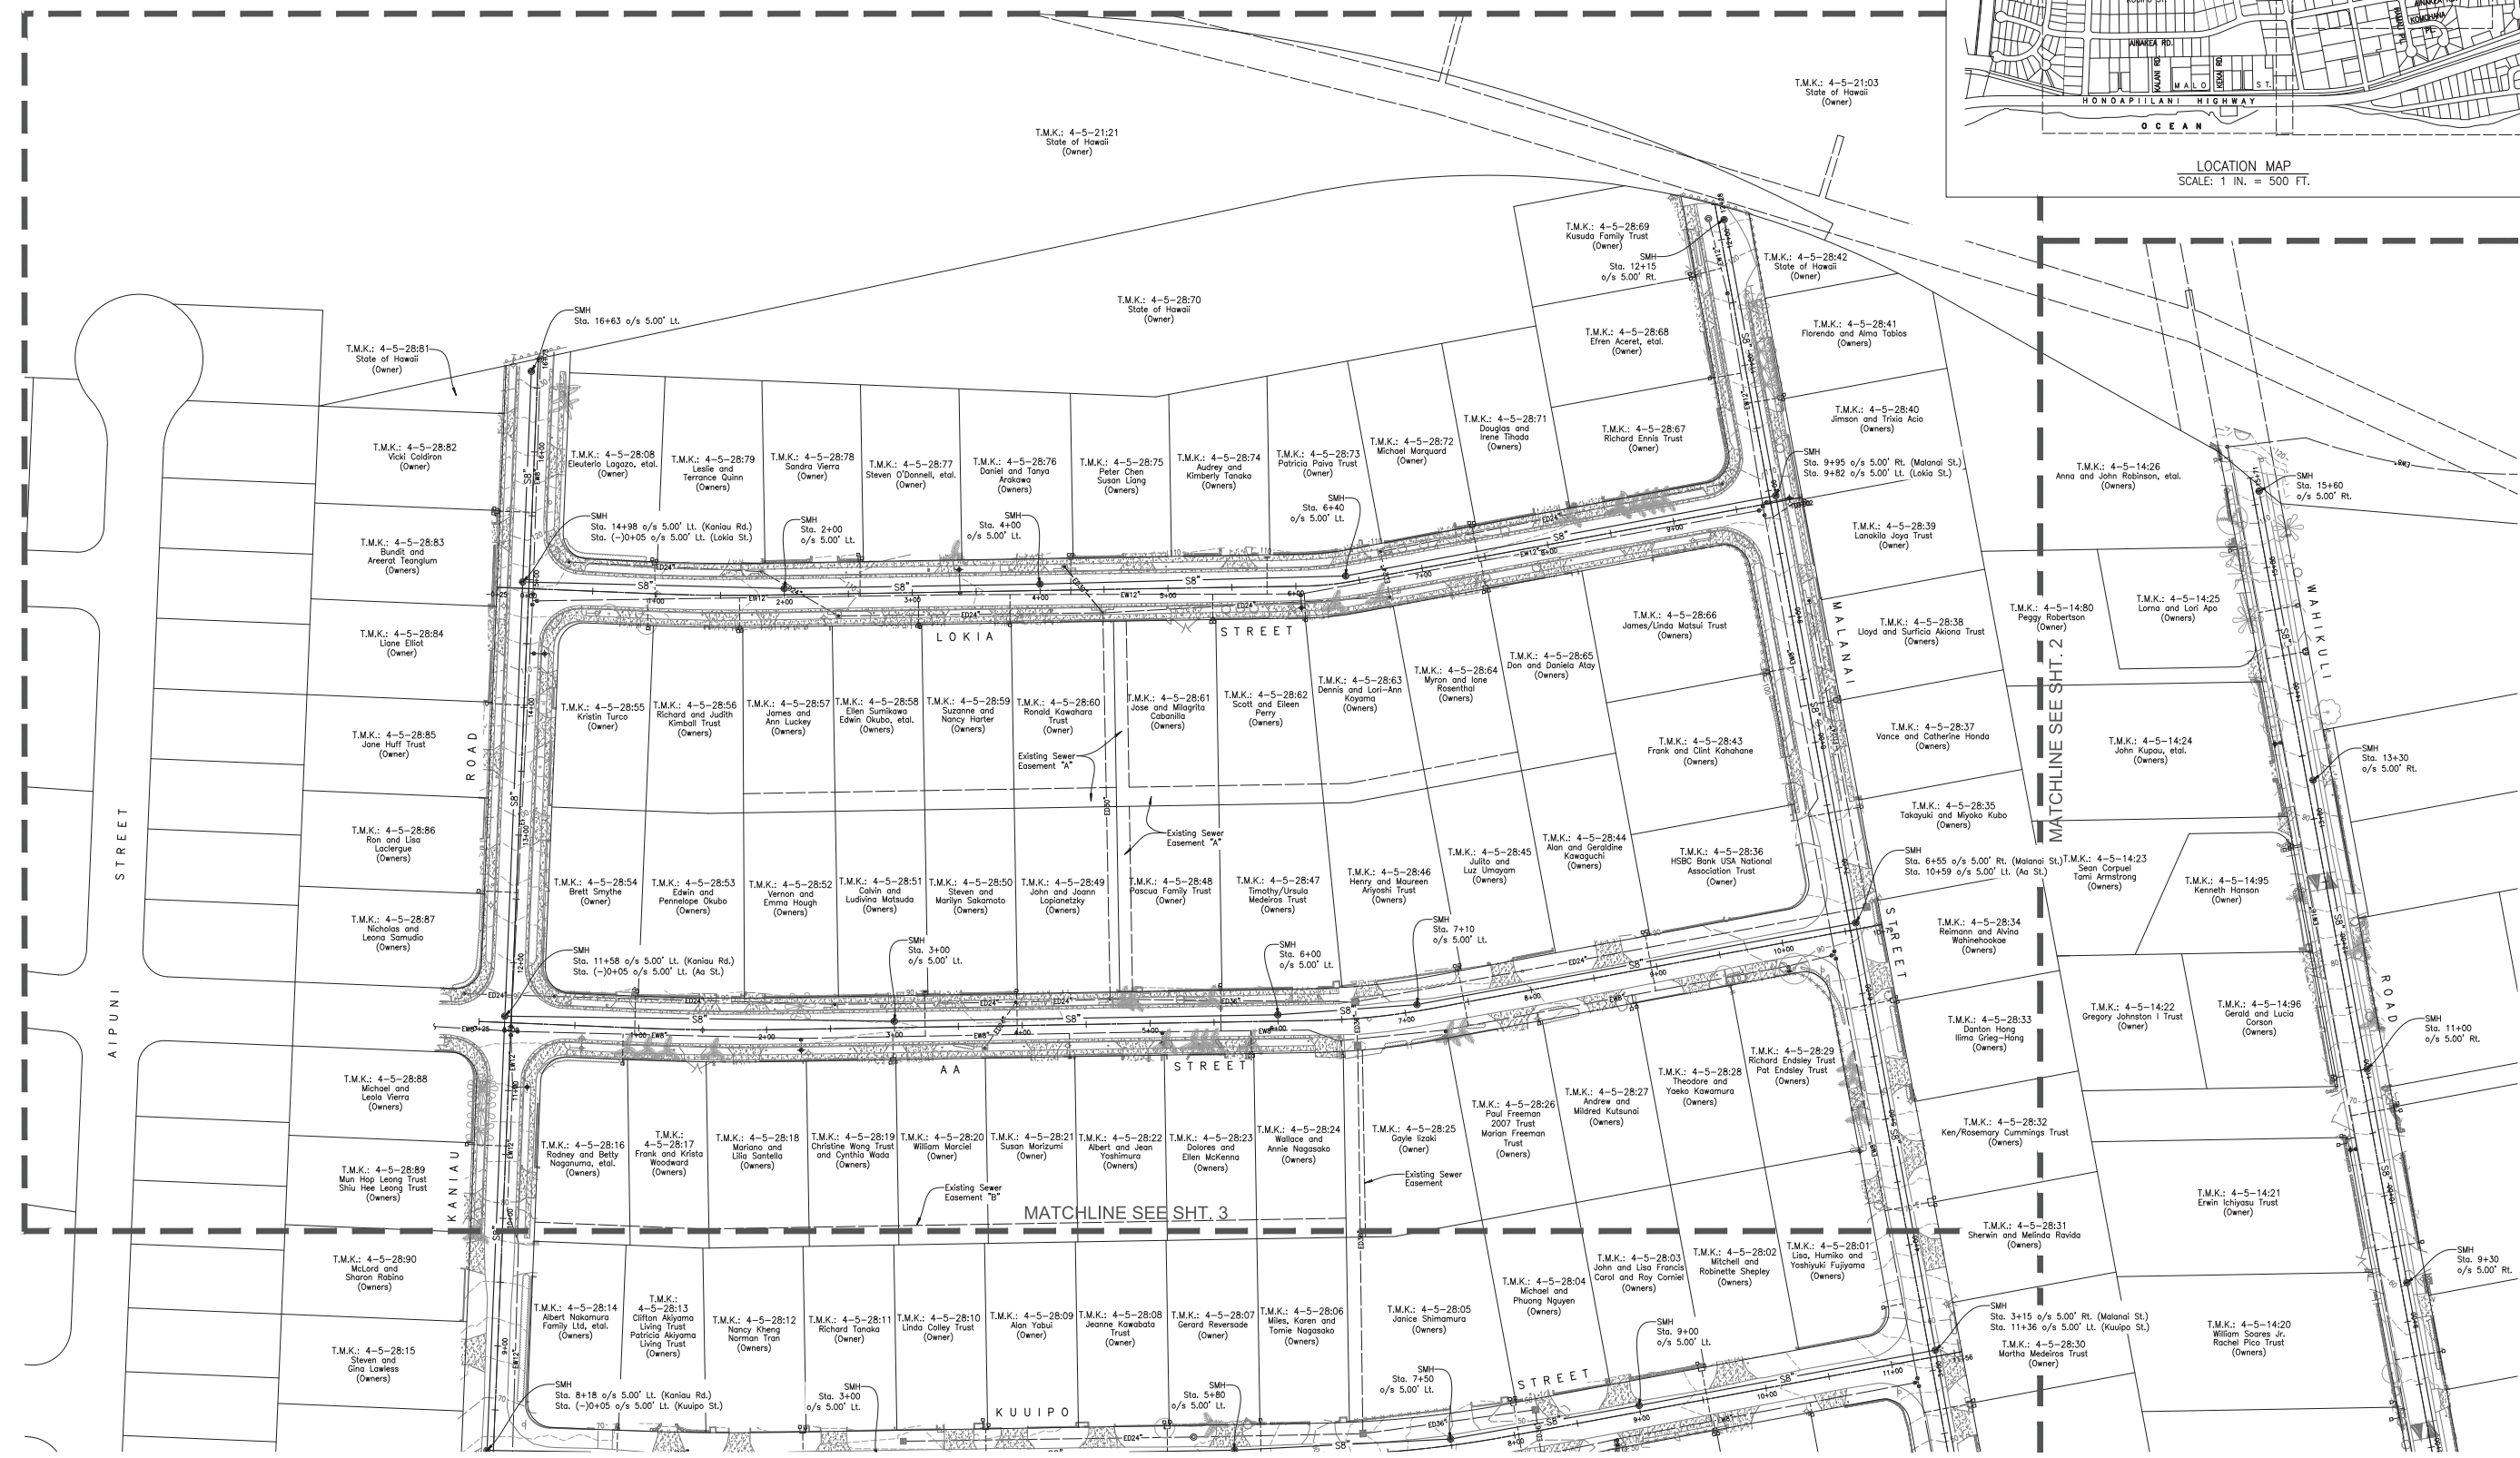 AINAKEA RD.
KOMOHANA
PL.
KALANI RD.
KEKAI RD.
MALO ST.
HONOAPIILANI HIGHWAY
OCEAN
LOCATION MAP
SCALE: 1 IN. = 500 FT.
T.M.K.: 4-5-21:03
State of Hawaii
(Owner)
T.M.K.: 4-5-21:21
State of Hawaii
(Owner)
T.M.K.: 4-5-28:69
Kusuda Family Trust
(Owner)
SMH
Sta. 12+15
o/s 5.00' Rt.
T.M.K.: 4-5-28:42
State of Hawaii
(Owner)
T.M.K.: 4-5-28:70
State of Hawaii
(Owner)
SMH
Sta. 16+63 o/s 5.00' Lt.
T.M.K.: 4-5-28:81
State of Hawaii
(Owner)
T.M.K.: 4-5-28:68
Efren Aceret, etal.
(Owner)
T.M.K.: 4-5-28:41
Florendo and Alma Tabios
(Owners)
T.M.K.: 4-5-28:82
Vicki Coldiron
(Owner)
T.M.K.: 4-5-28:08
Eleuterio Lagazo, etal.
(Owner)
T.M.K.: 4-5-28:79
Leslie and
Terrance Quinn
(Owners)
T.M.K.: 4-5-28:78
Sandra Vierra
(Owner)
T.M.K.: 4-5-28:77
Steven O'Donnell, etal.
(Owner)
T.M.K.: 4-5-28:76
Daniel and Tanya
Arakawa
(Owners)
T.M.K.: 4-5-28:75
Peter Chen
Susan Liang
(Owners)
T.M.K.: 4-5-28:74
Audrey and
Kimberly Tanaka
(Owners)
T.M.K.: 4-5-28:73
Patricia Paiva Trust
(Owner)
T.M.K.: 4-5-28:72
Michael Marquard
(Owner)
T.M.K.: 4-5-28:71
Douglas and
Irene Tihada
(Owners)
T.M.K.: 4-5-28:67
Richard Ennis Trust
(Owner)
T.M.K.: 4-5-28:40
Jimson and Trixia Acio
(Owners)
SMH
Sta. 9+95 o/s 5.00' Rt. (Malanai St.)
Sta. 9+82 o/s 5.00' Lt. (Lokia St.)
T.M.K.: 4-5-14:26
Anna and John Robinson, etal.
(Owners)
SMH
Sta. 15+60
o/s 5.00' Rt.
SMH
Sta. 14+98 o/s 5.00' Lt. (Kaniau Rd.)
Sta. (-)0+05 o/s 5.00' Lt. (Lokia St.)
SMH
Sta. 2+00
o/s 5.00' Lt.
SMH
Sta. 4+00
o/s 5.00' Lt.
SMH
Sta. 6+40
o/s 5.00' Lt.
T.M.K.: 4-5-28:83
Bundit and
Areerat Teanglum
(Owners)
T.M.K.: 4-5-28:39
Lanakila Joya Trust
(Owner)
LOKIA STREET
T.M.K.: 4-5-28:84
Liane Elliot
(Owner)
T.M.K.: 4-5-28:66
James/Linda Matsui Trust
(Owners)
MALANAI
T.M.K.: 4-5-28:38
Lloyd and Surficia Akiona Trust
(Owners)
T.M.K.: 4-5-14:80
Peggy Robertson
(Owner)
T.M.K.: 4-5-14:25
Lorna and Lori Apo
(Owners)
WAHIKULI
MATCHLINE SEE SHT. 2
T.M.K.: 4-5-28:85
Jane Huff Trust
(Owner)
ROAD
T.M.K.: 4-5-28:55
Kristin Turco
(Owner)
T.M.K.: 4-5-28:56
Richard and Judith
Kimball Trust
(Owners)
T.M.K.: 4-5-28:57
James and
Ann Luckey
(Owners)
T.M.K.: 4-5-28:58
Ellen Sumikawa
Edwin Okubo, etal.
(Owners)
T.M.K.: 4-5-28:59
Suzanne and
Nancy Harter
(Owners)
T.M.K.: 4-5-28:60
Ronald Kawahara
Trust
(Owner)
T.M.K.: 4-5-28:61
Jose and Milagrita
Cabanilla
(Owners)
T.M.K.: 4-5-28:62
Scott and Eileen
Perry
(Owners)
T.M.K.: 4-5-28:63
Dennis and Lori-Ann
Koyama
(Owners)
T.M.K.: 4-5-28:64
Myron and Ione
Rosenthal
(Owners)
T.M.K.: 4-5-28:65
Don and Daniela Atay
(Owners)
T.M.K.: 4-5-28:43
Frank and Clint Kahahane
(Owners)
T.M.K.: 4-5-28:37
Vance and Catherine Honda
(Owners)
T.M.K.: 4-5-14:24
John Kupau, etal.
(Owners)
SMH
Sta. 13+30
o/s 5.00' Rt.
Existing Sewer
Easement "A"
Existing Sewer
Easement "A"
T.M.K.: 4-5-28:35
Takayuki and Miyoko Kubo
(Owners)
STREET
T.M.K.: 4-5-28:86
Ron and Lisa
Laclergue
(Owners)
T.M.K.: 4-5-28:54
Brett Smythe
(Owner)
T.M.K.: 4-5-28:53
Edwin and
Pennelope Okubo
(Owners)
T.M.K.: 4-5-28:52
Vernon and
Emma Hough
(Owners)
T.M.K.: 4-5-28:51
Calvin and
Ludivina Matsuda
(Owners)
T.M.K.: 4-5-28:50
Steven and
Marilyn Sakamoto
(Owners)
T.M.K.: 4-5-28:49
John and Joann
Lopianetzky
(Owners)
T.M.K.: 4-5-28:48
Pascua Family Trust
(Owner)
T.M.K.: 4-5-28:47
Timothy/Ursula
Medeiros Trust
(Owners)
T.M.K.: 4-5-28:46
Henry and Maureen
Ariyoshi Trust
(Owners)
T.M.K.: 4-5-28:45
Julito and
Luz Umayam
(Owners)
T.M.K.: 4-5-28:44
Alan and Geraldine
Kawaguchi
(Owners)
T.M.K.: 4-5-28:36
HSBC Bank USA National
Association Trust
(Owner)
SMH
Sta. 6+55 o/s 5.00' Rt. (Malanai St.)
Sta. 10+59 o/s 5.00' Lt. (Aa St.)
T.M.K.: 4-5-14:23
Sean Corpuel
Tami Armstrong
(Owners)
T.M.K.: 4-5-14:95
Kenneth Hanson
(Owner)
T.M.K.: 4-5-28:87
Nicholas and
Leona Samudio
(Owners)
SMH
Sta. 11+58 o/s 5.00' Lt. (Kaniau Rd.)
Sta. (-)0+05 o/s 5.00' Lt. (Aa St.)
SMH
Sta. 3+00
o/s 5.00' Lt.
SMH
Sta. 6+00
o/s 5.00' Lt.
SMH
Sta. 7+10
o/s 5.00' Lt.
STREET
T.M.K.: 4-5-28:34
Reimann and Alvina
Wahinehookae
(Owners)
AIPUNI
ROAD
T.M.K.: 4-5-28:33
Danton Hong
Ilima Grieg-Hong
(Owners)
T.M.K.: 4-5-14:22
Gregory Johnston I Trust
(Owner)
T.M.K.: 4-5-14:96
Gerald and Lucia
Corson
(Owners)
SMH
Sta. 11+00
o/s 5.00' Rt.
AA STREET
T.M.K.: 4-5-28:88
Michael and
Leola Vierra
(Owners)
T.M.K.: 4-5-28:16
Rodney and Betty
Naganuma, etal.
(Owners)
T.M.K.:
4-5-28:17
Frank and Krista
Woodward
(Owners)
T.M.K.: 4-5-28:18
Mariano and
Lilia Santella
(Owners)
T.M.K.: 4-5-28:19
Christine Wong Trust
and Cynthia Wada
(Owners)
T.M.K.: 4-5-28:20
William Marciel
(Owner)
T.M.K.: 4-5-28:21
Susan Morizumi
(Owner)
T.M.K.: 4-5-28:22
Albert and Jean
Yoshimura
(Owners)
T.M.K.: 4-5-28:23
Dolores and
Ellen McKenna
(Owners)
T.M.K.: 4-5-28:24
Wallace and
Annie Nagasako
(Owners)
T.M.K.: 4-5-28:25
Gayle Iizaki
(Owner)
T.M.K.: 4-5-28:26
Paul Freeman
2007 Trust
Marian Freeman
Trust
(Owners)
T.M.K.: 4-5-28:27
Andrew and
Mildred Kutsunai
(Owners)
T.M.K.: 4-5-28:28
Theodore and
Yaeko Kawamura
(Owners)
T.M.K.: 4-5-28:29
Richard Endsley Trust
Pat Endsley Trust
(Owners)
T.M.K.: 4-5-28:32
Ken/Rosemary Cummings Trust
(Owners)
KANIAU
T.M.K.: 4-5-28:89
Mun Hop Leong Trust
Shiu Hee Leong Trust
(Owners)
Existing Sewer
Easement "B"
Existing Sewer
Easement
MATCHLINE SEE SHT. 3
T.M.K.: 4-5-14:21
Erwin Ichiyasu Trust
(Owner)
T.M.K.: 4-5-28:31
Sherwin and Melinda Ravida
(Owners)
SMH
Sta. 9+30
o/s 5.00' Rt.
T.M.K.: 4-5-28:90
McLord and
Sharon Rabino
(Owners)
T.M.K.: 4-5-28:14
Albert Nakamura
Family Ltd, etal.
(Owners)
T.M.K.:
4-5-28:13
Clifton Akiyama
Living Trust
Patricia Akiyama
Living Trust
(Owners)
T.M.K.: 4-5-28:12
Nancy Kheng
Norman Tran
(Owners)
T.M.K.: 4-5-28:11
Richard Tanaka
(Owner)
T.M.K.: 4-5-28:10
Linda Colley Trust
(Owner)
T.M.K.: 4-5-28:09
Alan Yabui
(Owner)
T.M.K.: 4-5-28:08
Jeanne Kawabata
Trust
(Owner)
T.M.K.: 4-5-28:07
Gerard Reversade
(Owner)
T.M.K.: 4-5-28:06
Miles, Karen and
Tomie Nagasako
(Owners)
T.M.K.: 4-5-28:05
Janice Shimamura
(Owners)
T.M.K.: 4-5-28:04
Michael and
Phuong Nguyen
(Owners)
T.M.K.: 4-5-28:03
John and Lisa Francis
Carol and Roy Corniel
(Owners)
T.M.K.: 4-5-28:02
Mitchell and
Robinette Shepley
(Owners)
T.M.K.: 4-5-28:01
Lisa, Humiko and
Yoshiyuki Fujiyama
(Owners)
SMH
Sta. 3+15 o/s 5.00' Rt. (Malanai St.)
Sta. 11+36 o/s 5.00' Lt. (Kuuipo St.)
T.M.K.: 4-5-28:30
Martha Medeiros Trust
(Owner)
T.M.K.: 4-5-14:20
William Soares Jr.
Rachel Pico Trust
(Owners)
T.M.K.: 4-5-28:15
Steven and
Gina Lawless
(Owners)
SMH
Sta. 8+18 o/s 5.00' Lt. (Kaniau Rd.)
Sta. (-)0+05 o/s 5.00' Lt. (Kuuipo St.)
SMH
Sta. 3+00
o/s 5.00' Lt.
SMH
Sta. 5+80
o/s 5.00' Lt.
SMH
Sta. 7+50
o/s 5.00' Lt.
SMH
Sta. 9+00
o/s 5.00' Lt.
KUUIPO STREET